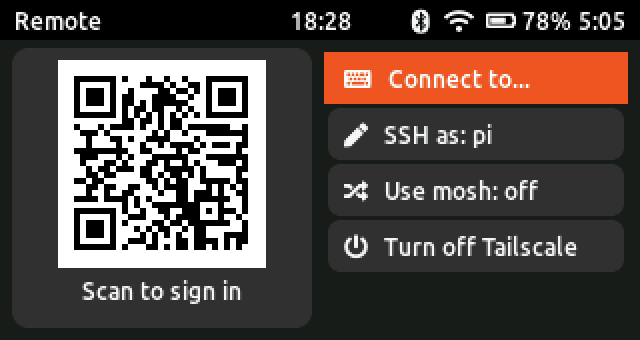 Remote 18:28 78% 5:05
Connect to...
SSH as: pi
Use mosh: off
Turn off Tailscale
Scan to sign in